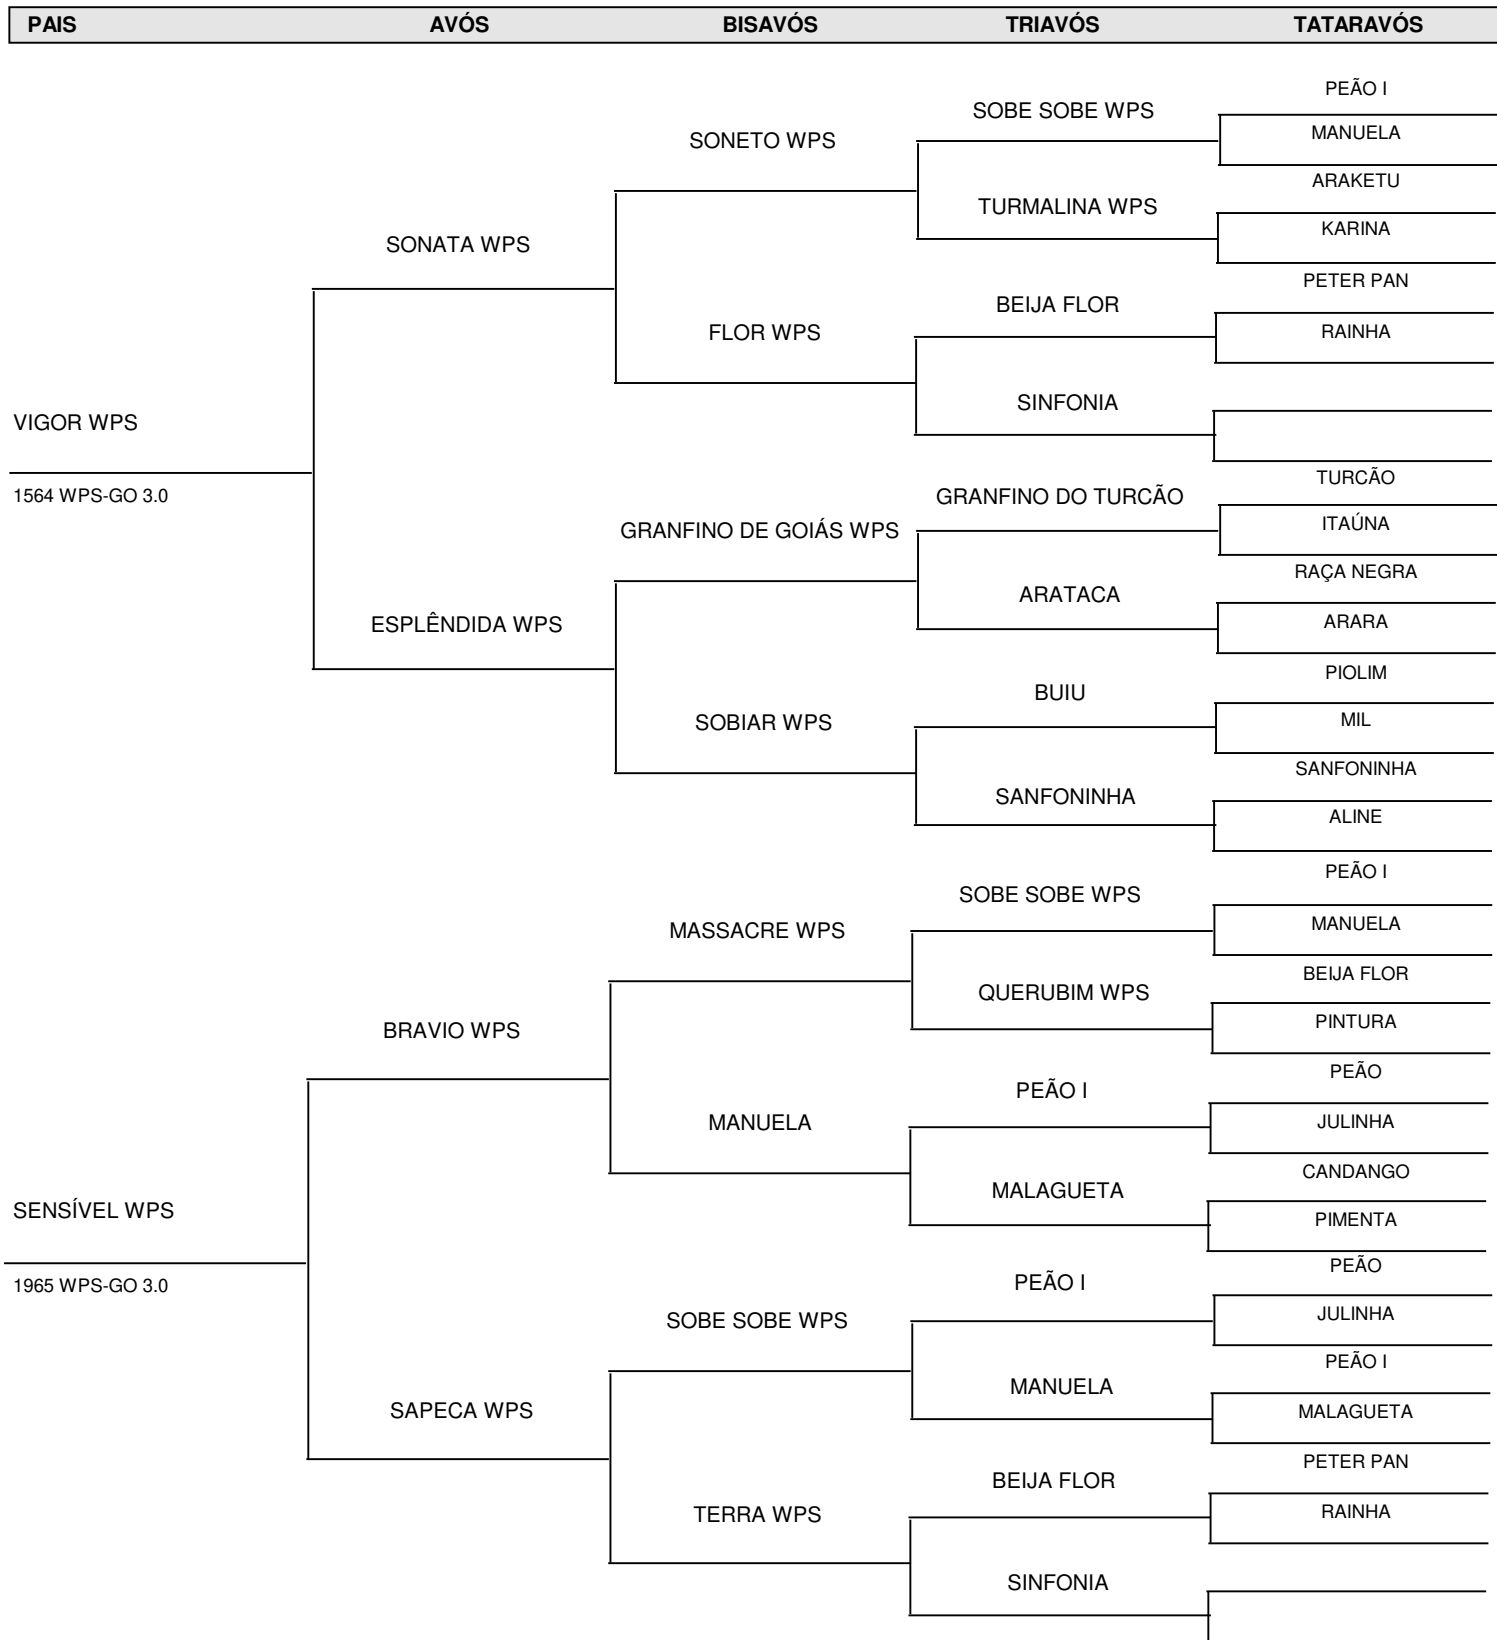 PAIS AVÓS BISAVÓS TRIAVÓS TATARAVÓS
PEÃO I
SOBE SOBE WPS
MANUELA
SONETO WPS
ARAKETU
TURMALINA WPS
KARINA
SONATA WPS
PETER PAN
BEIJA FLOR
RAINHA
FLOR WPS
SINFONIA
VIGOR WPS
1564 WPS-GO 3.0
TURCÃO
GRANFINO DO TURCÃO
ITAÚNA
GRANFINO DE GOIÁS WPS
RAÇA NEGRA
ARATACA
ARARA
ESPLÊNDIDA WPS
PIOLIM
BUIU
MIL
SOBIAR WPS
SANFONINHA
SANFONINHA
ALINE
PEÃO I
SOBE SOBE WPS
MANUELA
MASSACRE WPS
BEIJA FLOR
QUERUBIM WPS
PINTURA
BRAVIO WPS
PEÃO
PEÃO I
JULINHA
MANUELA
CANDANGO
MALAGUETA
PIMENTA
SENSÍVEL WPS
1965 WPS-GO 3.0
PEÃO
PEÃO I
JULINHA
SOBE SOBE WPS
PEÃO I
MANUELA
MALAGUETA
SAPECA WPS
PETER PAN
BEIJA FLOR
RAINHA
TERRA WPS
SINFONIA